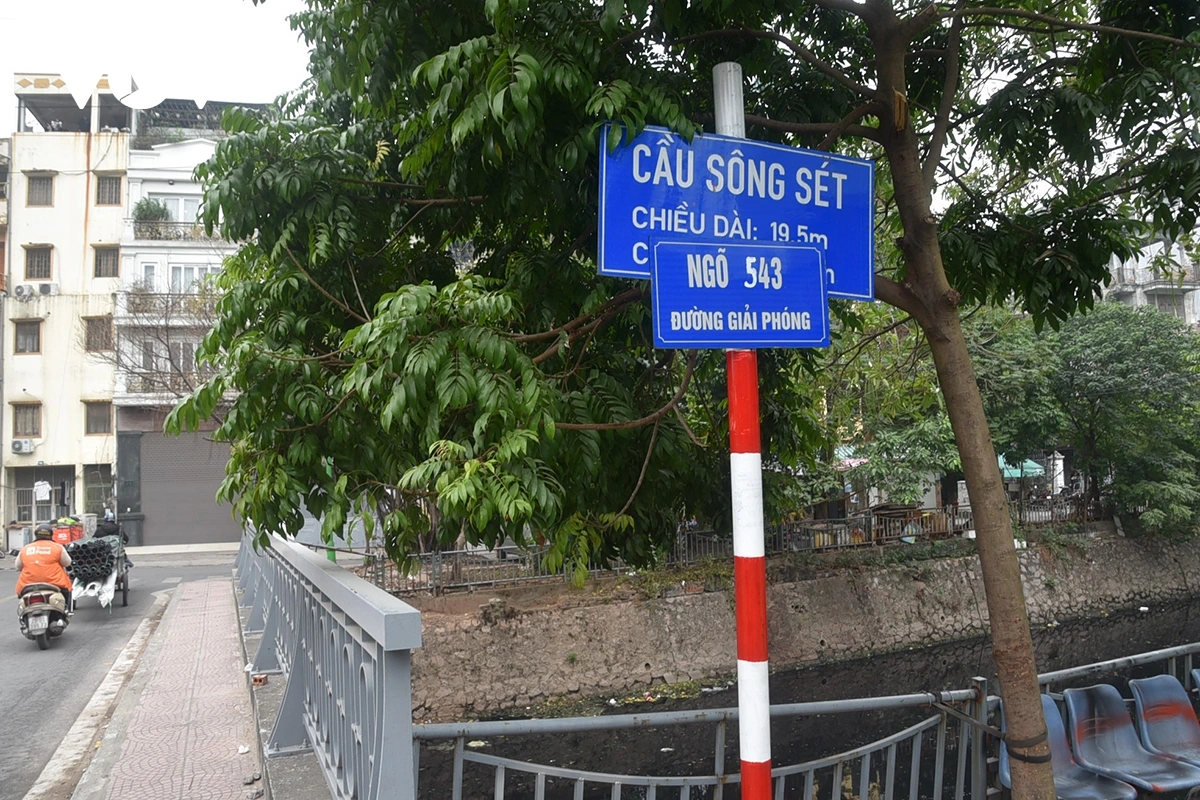 CẦU SÔNG SÉT
CHIỀU DÀI: 19,5m
NGÕ 543
ĐƯỜNG GIẢI PHÓNG